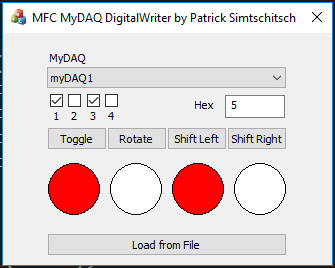 MFC MyDAQ DigitalWriter by Patrick Simtschitsch
MyDAQ
myDAQ1
Hex 5
1 2 3 4
Toggle Rotate Shift Left Shift Right
Load from File